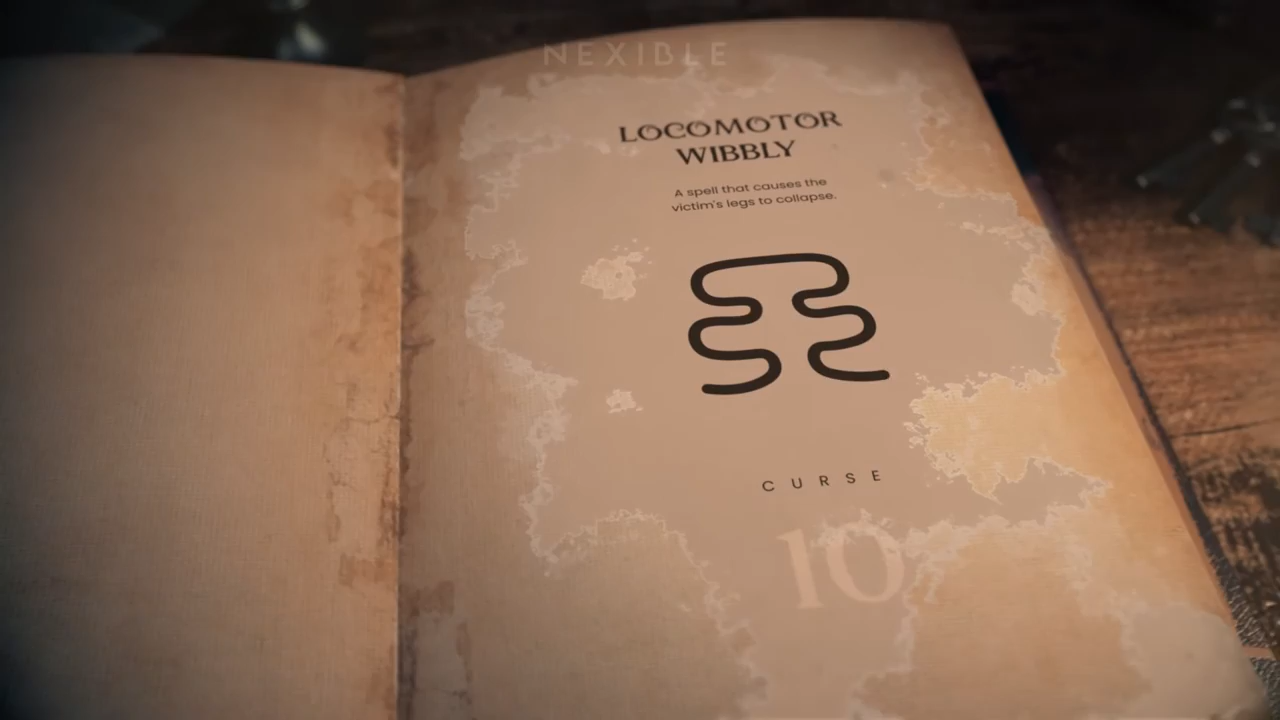 NEXIBLE
LOCOMOTOR
WIBBLY
A spell that causes the
victim's legs to collapse.
CURSE
10